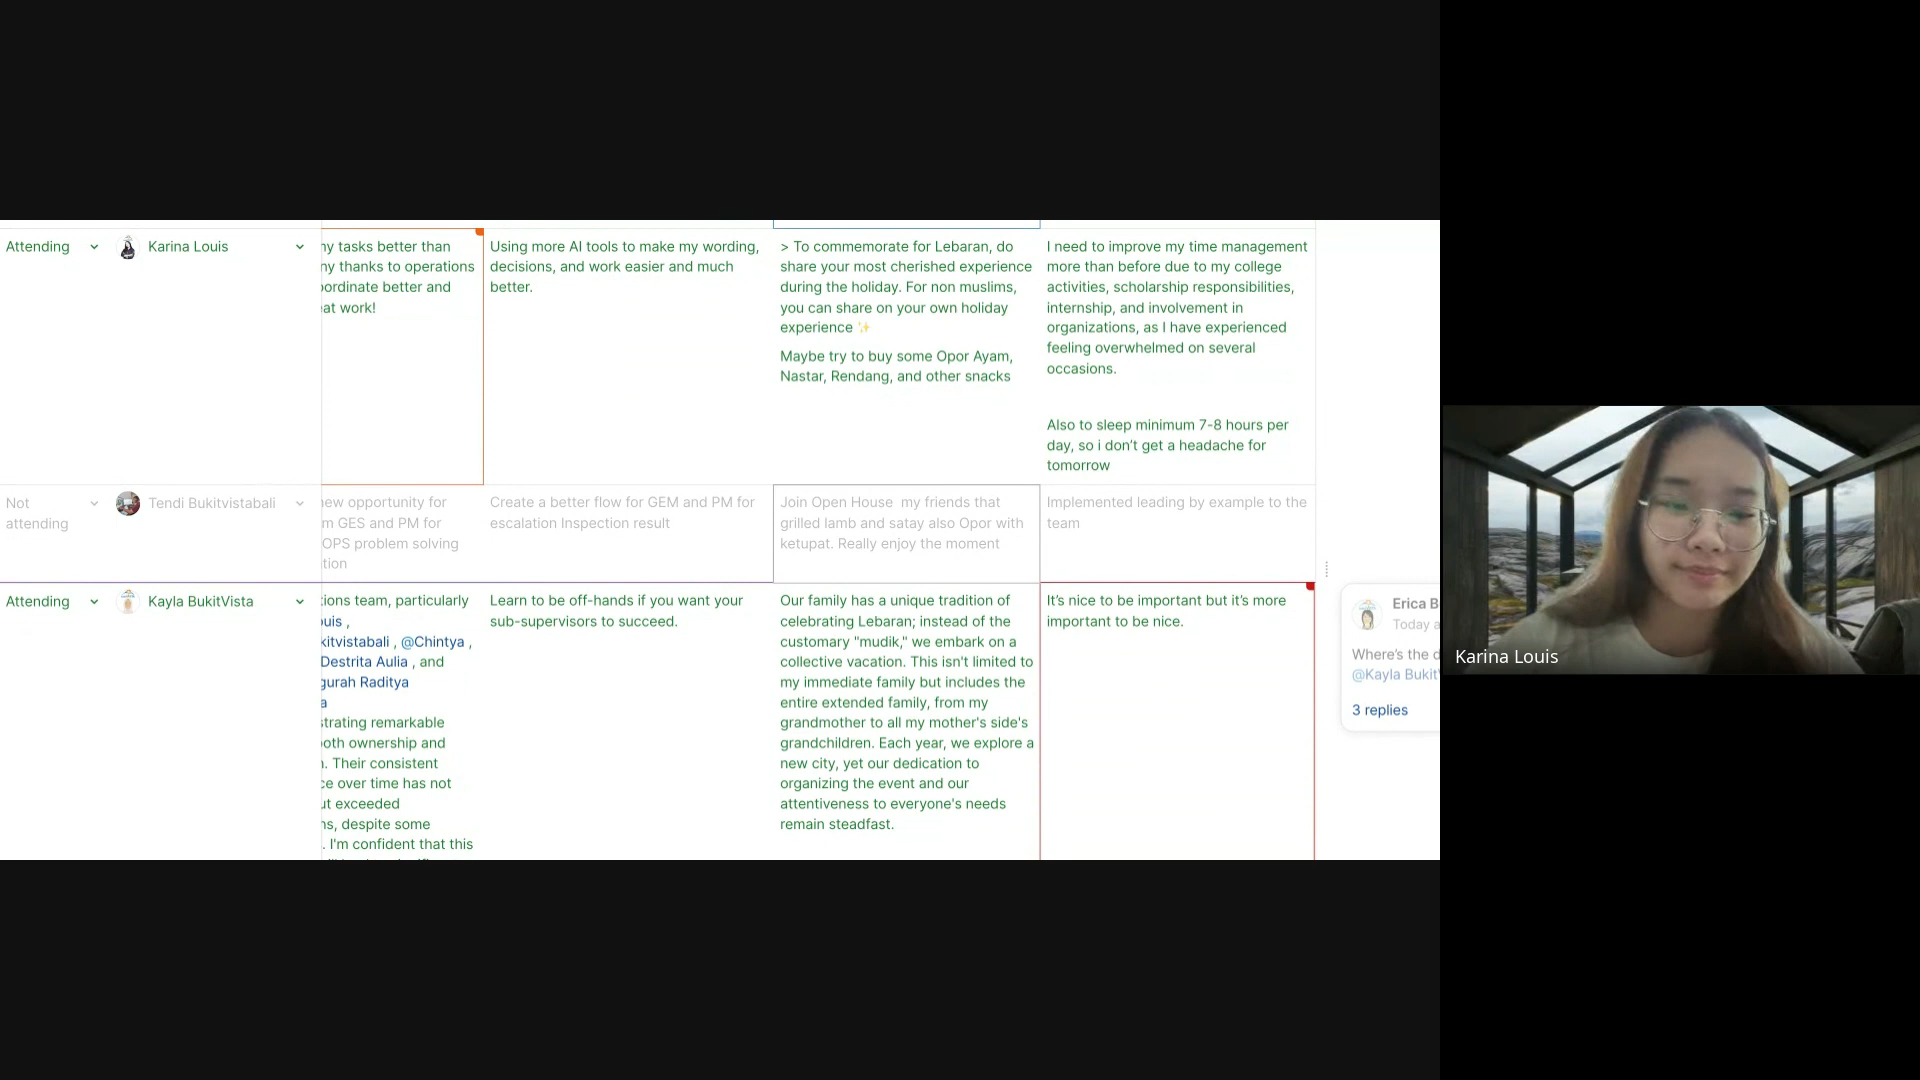 Attending
Karina Louis
ny tasks better than
ny thanks to operations
oordinate better and
eat work!
Using more AI tools to make my wording,
decisions, and work easier and much
better.
> To commemorate for Lebaran, do
share your most cherished experience
during the holiday. For non muslims,
you can share on your own holiday
experience ✨
Maybe try to buy some Opor Ayam,
Nastar, Rendang, and other snacks
I need to improve my time management
more than before due to my college
activities, scholarship responsibilities,
internship, and involvement in
organizations, as I have experienced
feeling overwhelmed on several
occasions.
Also to sleep minimum 7-8 hours per
day, so i don't get a headache for
tomorrow
Not
attending
Tendi Bukitvistabali
new opportunity for
m GES and PM for
OPS problem solving
tion
Create a better flow for GEM and PM for
escalation Inspection result
Join Open House my friends that
grilled lamb and satay also Opor with
ketupat. Really enjoy the moment
Implemented leading by example to the
team
Attending
Kayla BukitVista
tions team, particularly
ouis ,
kitvistabali , @Chintya ,
Destrita Aulia , and
gurah Raditya
a
strating remarkable
both ownership and
n. Their consistent
ce over time has not
ut exceeded
ns, despite some
. I'm confident that this
Learn to be off-hands if you want your
sub-supervisors to succeed.
Our family has a unique tradition of
celebrating Lebaran; instead of the
customary "mudik," we embark on a
collective vacation. This isn't limited to
my immediate family but includes the
entire extended family, from my
grandmother to all my mother's side's
grandchildren. Each year, we explore a
new city, yet our dedication to
organizing the event and our
attentiveness to everyone's needs
remain steadfast.
It's nice to be important but it's more
important to be nice.
Erica B
Today a
Where's the d
@Kayla Bukit
3 replies
Karina Louis